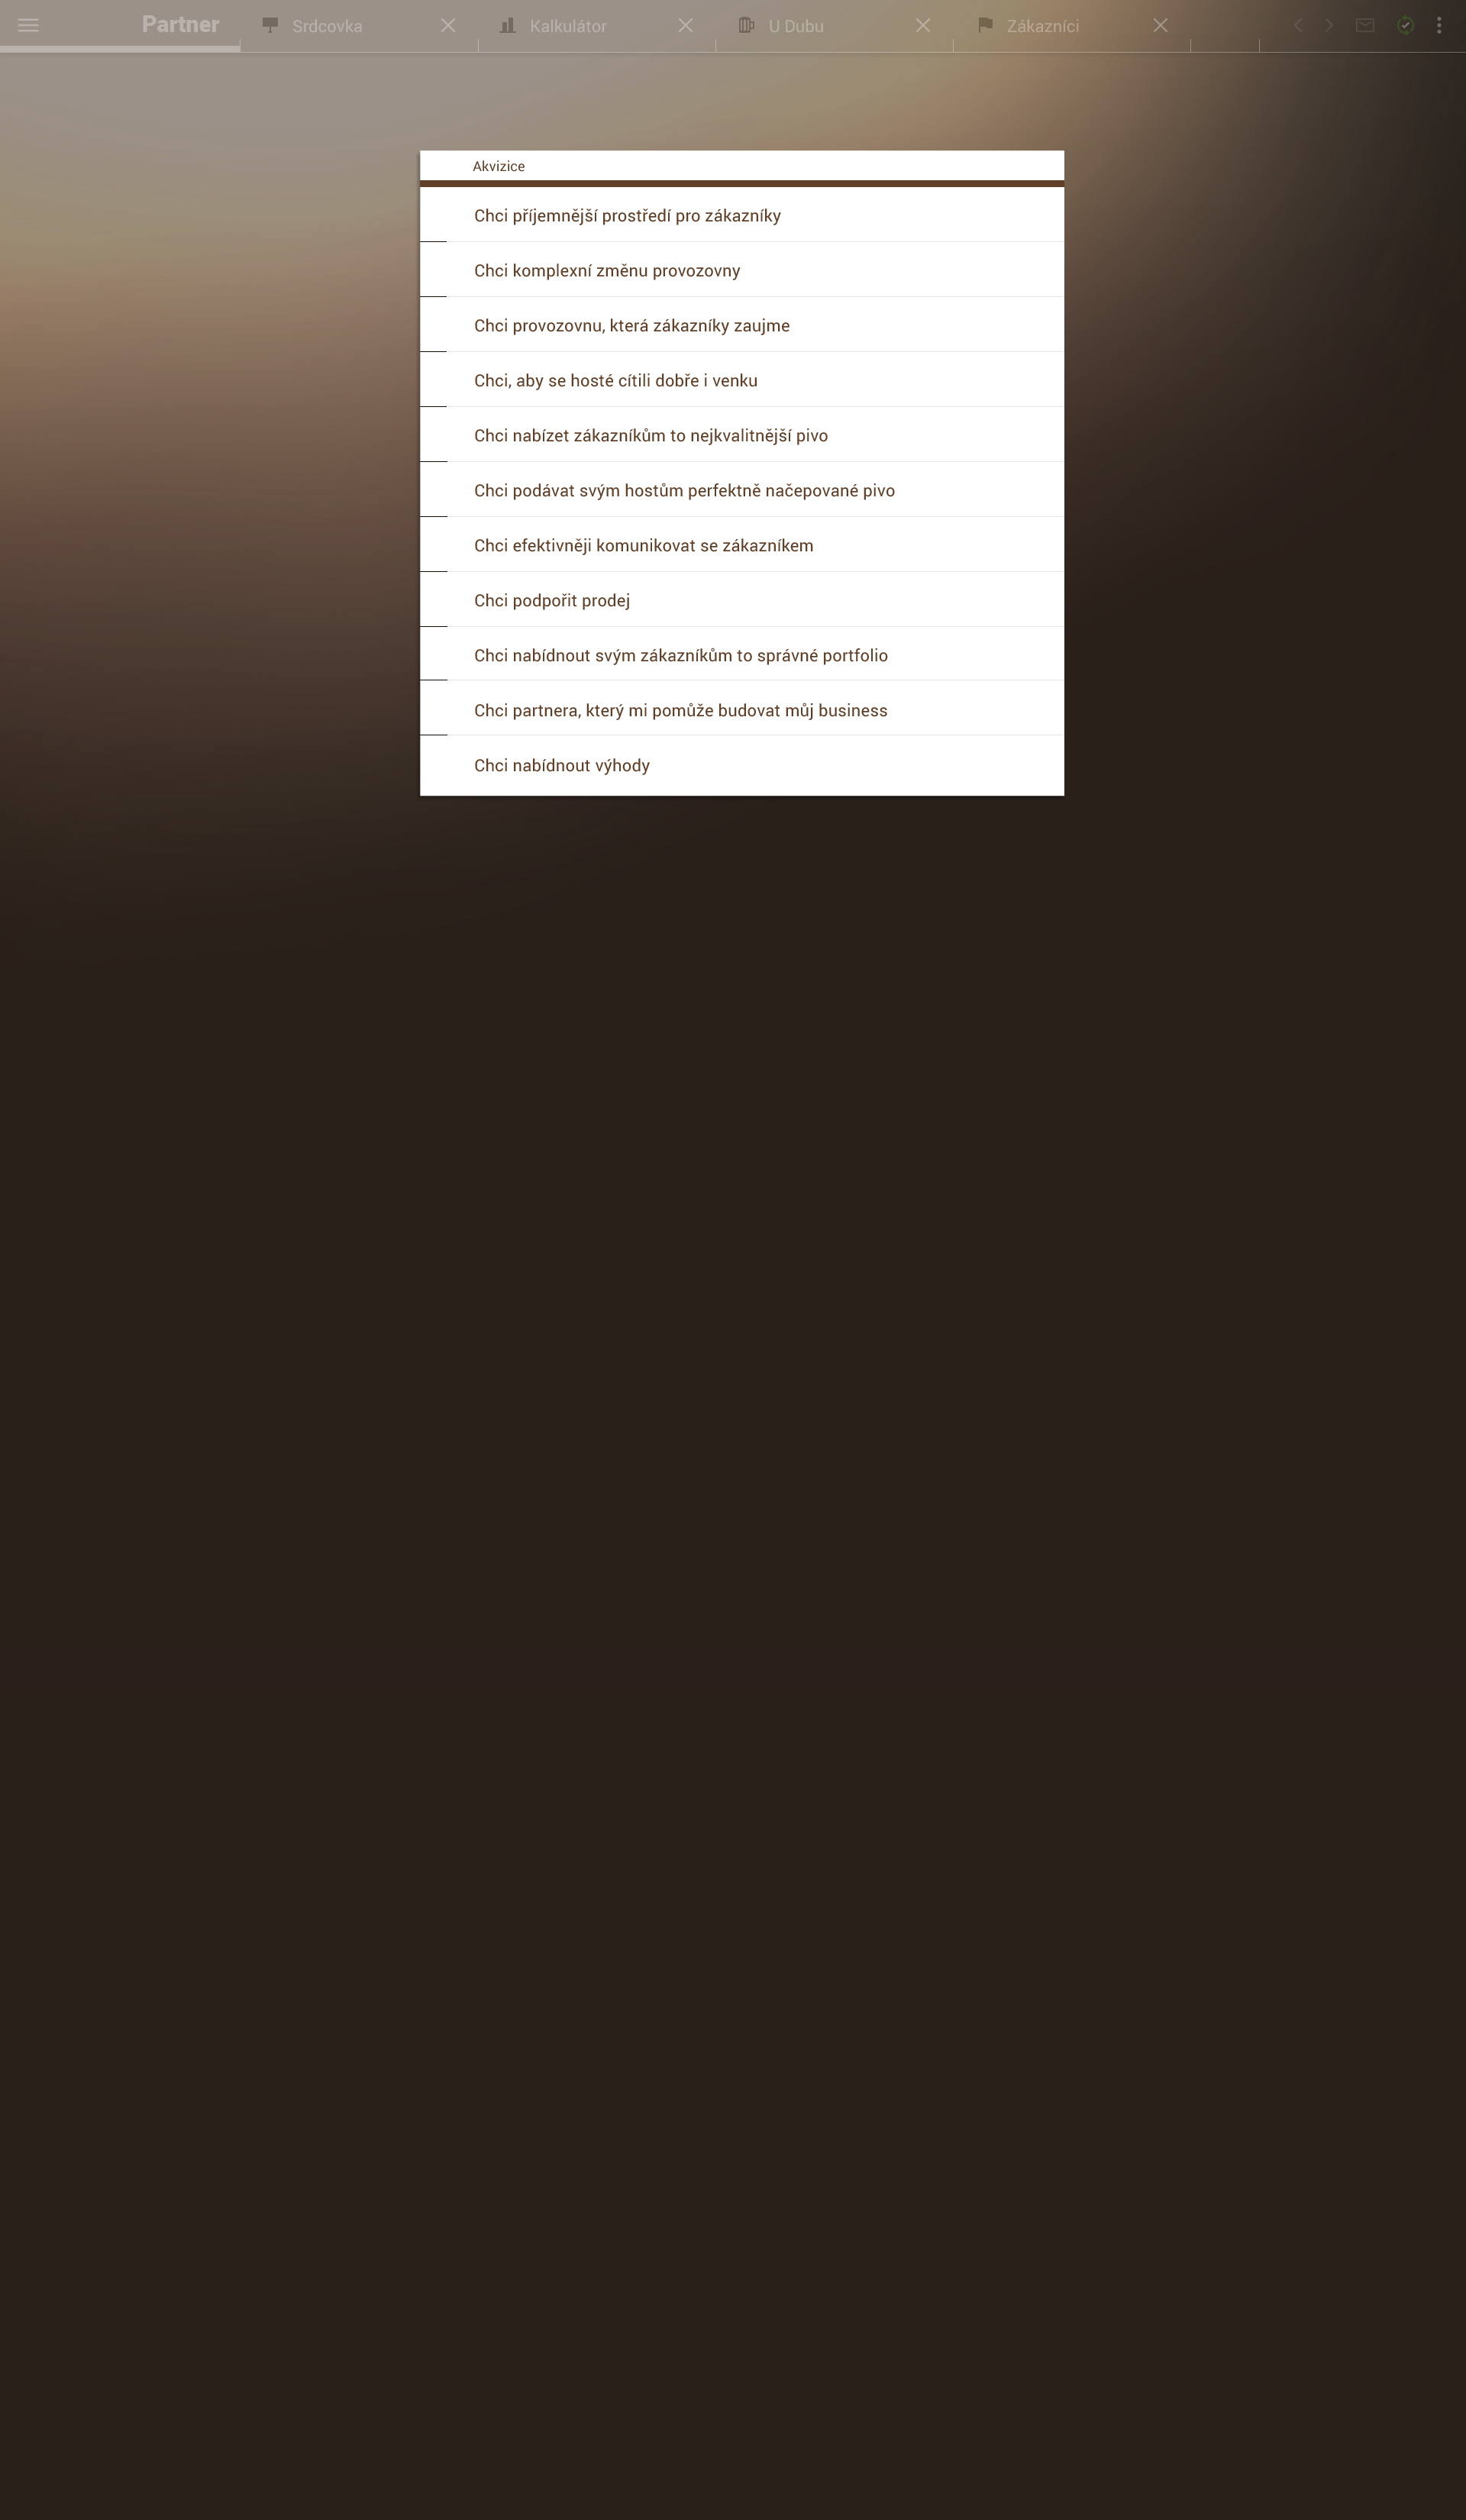 Partner Srdcovka Kalkulátor U Dubu Zákazníci
Akvizice
Chci příjemnější prostředí pro zákazníky
Chci komplexní změnu provozovny
Chci provozovnu, která zákazníky zaujme
Chci, aby se hosté cítili dobře i venku
Chci nabízet zákazníkům to nejkvalitnější pivo
Chci podávat svým hostům perfektně načepované pivo
Chci efektivněji komunikovat se zákazníkem
Chci podpořit prodej
Chci nabídnout svým zákazníkům to správné portfolio
Chci partnera, který mi pomůže budovat můj business
Chci nabídnout výhody